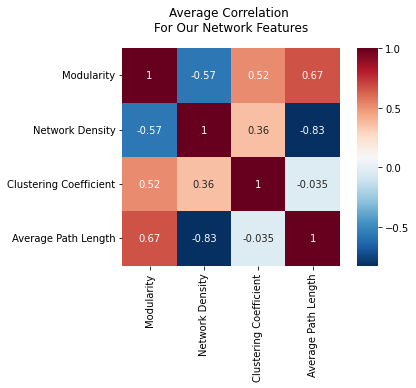 Average Correlation
For Our Network Features
Modularity
1
-0.57
0.52
0.67
Network Density
-0.57
1
0.36
-0.83
Clustering Coefficient
0.52
0.36
1
-0.035
Average Path Length
0.67
-0.83
-0.035
1
Modularity
Network Density
Clustering Coefficient
Average Path Length
1.0
0.5
0.0
−0.5